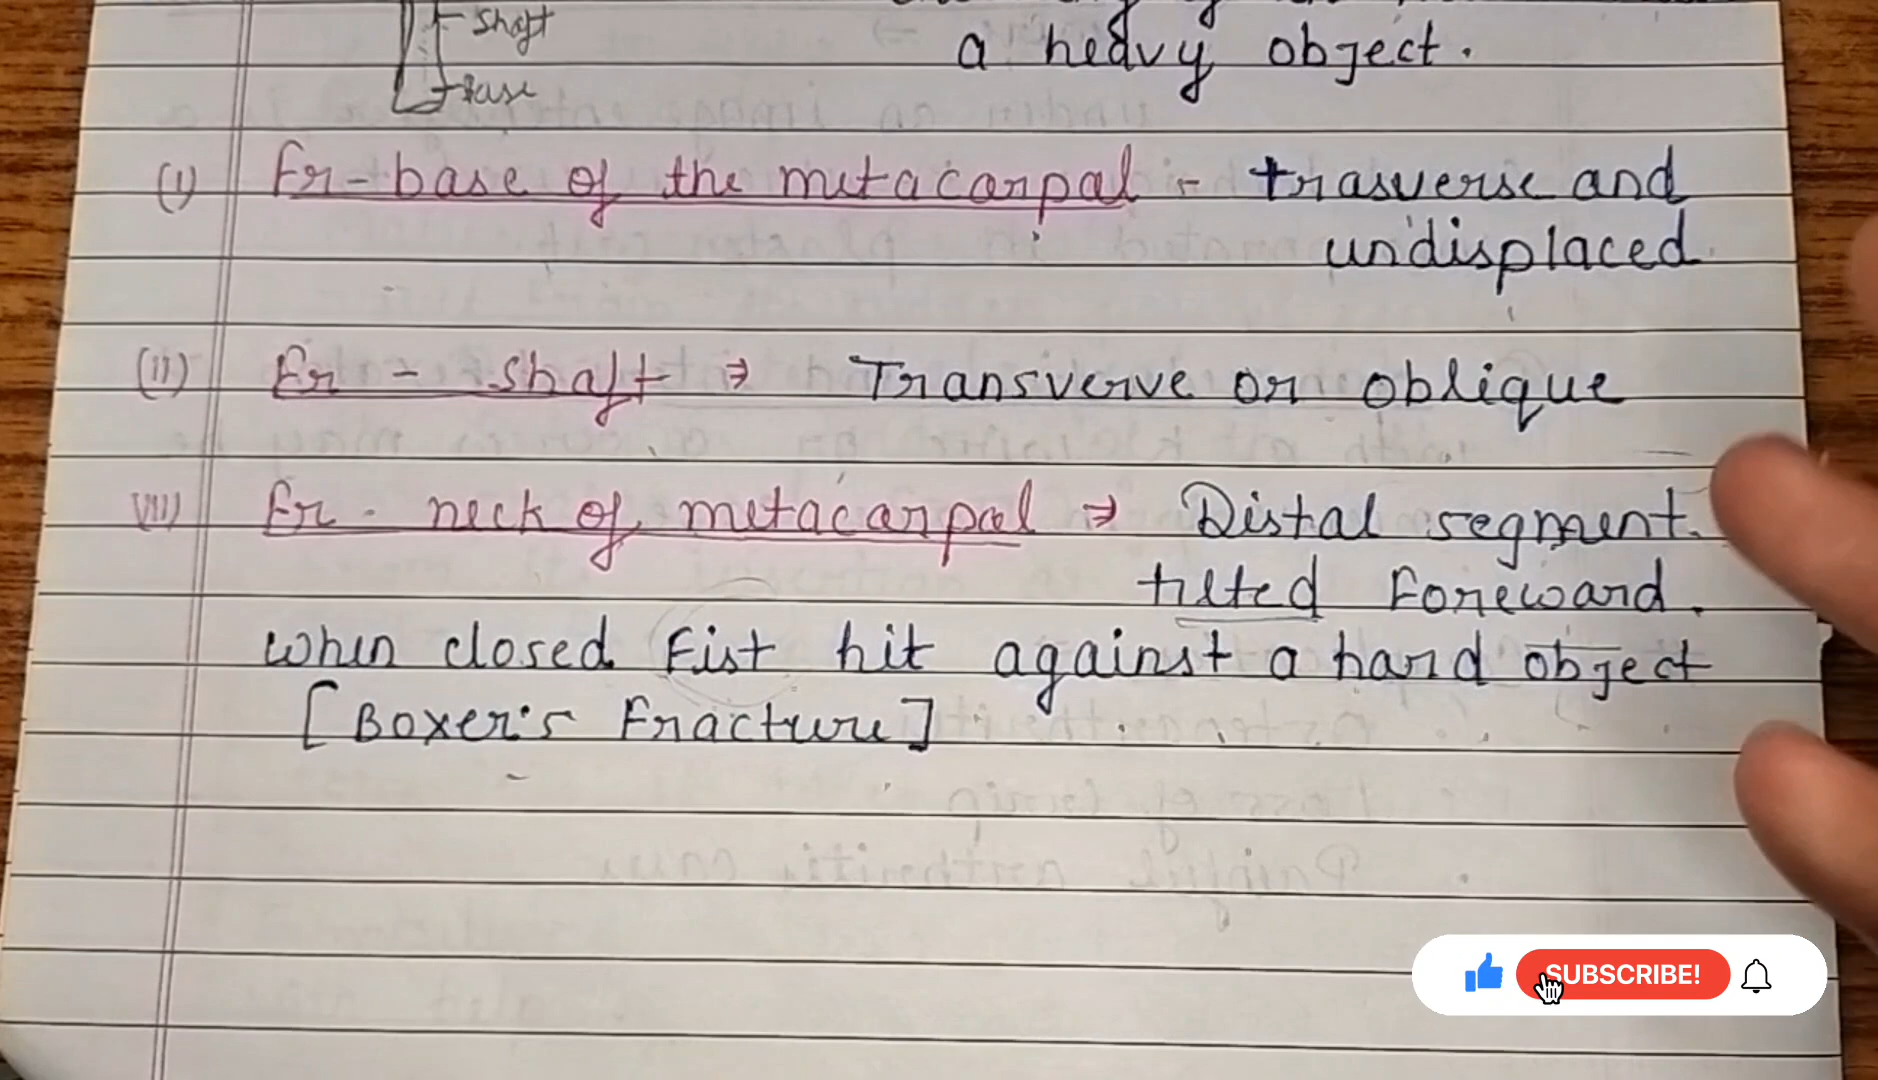 Shaft
Base
a heavy object.
(i) Fr-base of the metacarpal - trasverse and
undisplaced
(ii) Fr - shaft ⇒ Transverve or oblique
(iii) Fr - neck of metacarpal ⇒ Distal segment
tilted Foreward.
when closed Fist hit against a hard object
[Boxer's Fracture]
SUBSCRIBE!